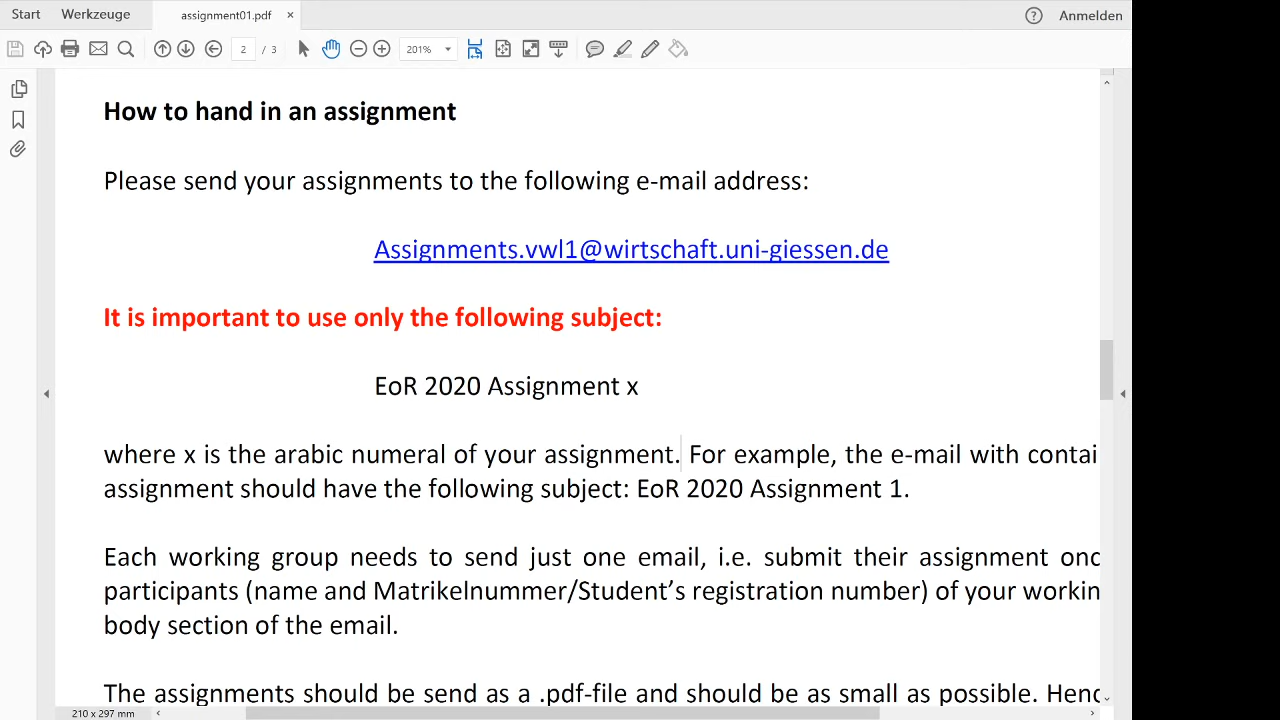 Start Werkzeuge assignment01.pdf × ? Anmelden
2 / 3 201%
How to hand in an assignment
Please send your assignments to the following e-mail address:
Assignments.vwl1@wirtschaft.uni-giessen.de
It is important to use only the following subject:
EoR 2020 Assignment x
where x is the arabic numeral of your assignment. For example, the e-mail with contai
assignment should have the following subject: EoR 2020 Assignment 1.
Each working group needs to send just one email, i.e. submit their assignment onc
participants (name and Matrikelnummer/Student’s registration number) of your workin
body section of the email.
The assignments should be send as a .pdf-file and should be as small as possible. Henc
210 x 297 mm